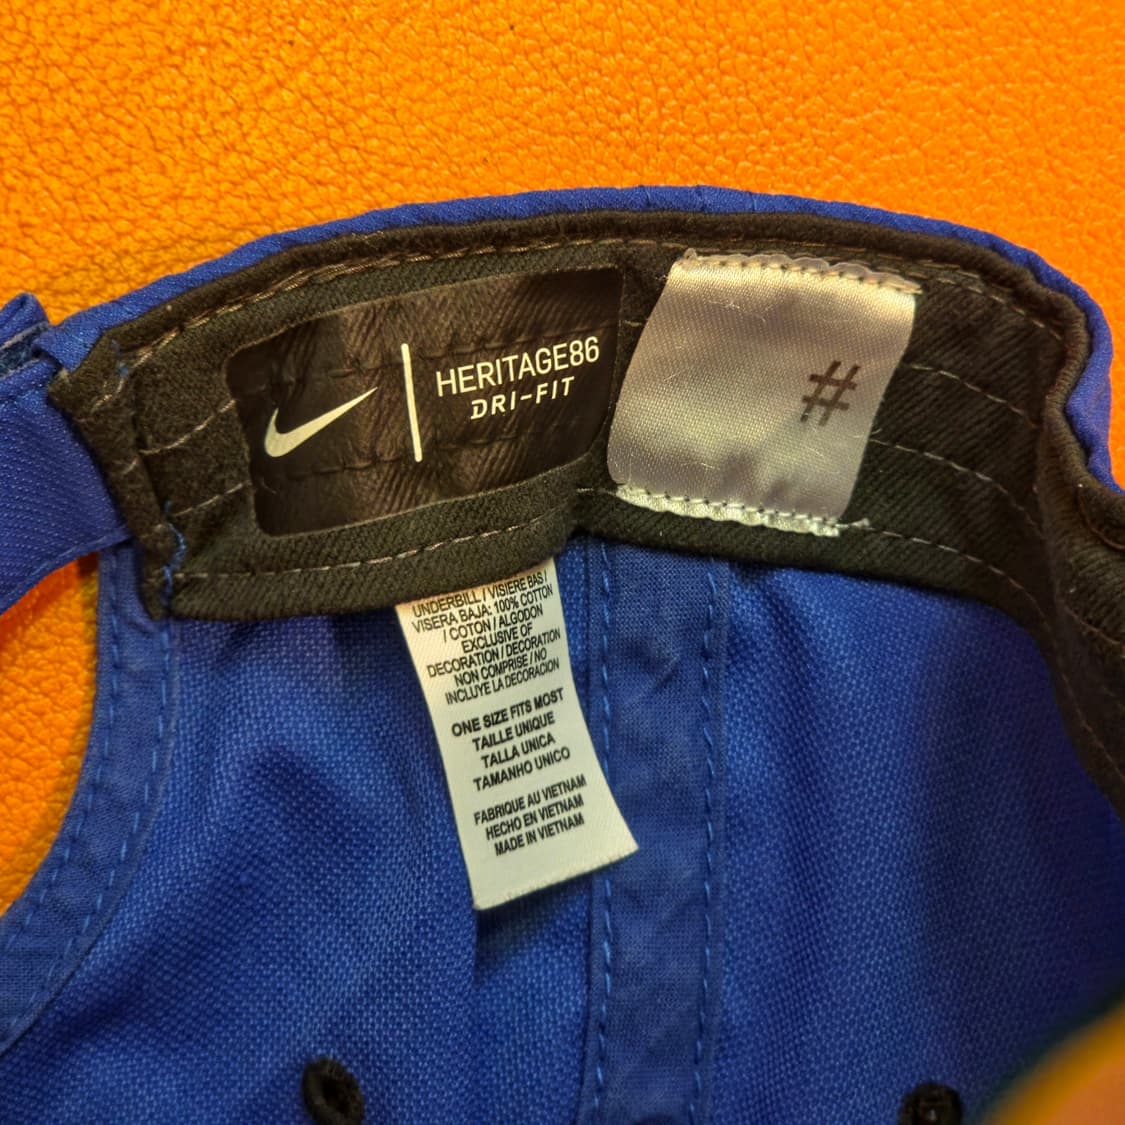 HERITAGE86
DRI-FIT
#
UNDERBILL / VISIERE BAS /
VISERA BAJA: 100% COTTON
/ COTON / ALGODON
EXCLUSIVE OF
DECORATION / DECORATION
NON COMPRISE / NO
INCLUYE LA DECORACION
ONE SIZE FITS MOST
TAILLE UNIQUE
TALLA UNICA
TAMANHO UNICO
FABRIQUE AU VIETNAM
HECHO EN VIETNAM
MADE IN VIETNAM